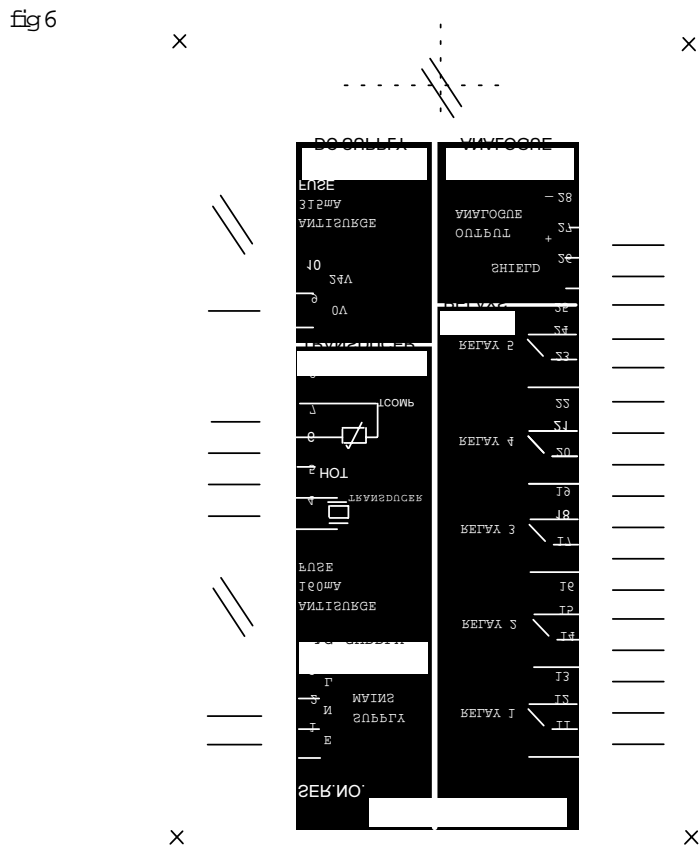 fig6
DC SUPPLY
FUSE
315mA
ANTISURGE
10
24V
9
0V
TRANSDUCER
7
TCOMP
6
5 HOT
4 TRANSDUCER
FUSE
160mA
ANTISURGE
AC SUPPLY
L
2 MAINS
N
SUPPLY
1
E
SER.NO.
ANALOGUE
- 28
ANALOGUE
OUTPUT
27
+
26
SHIELD
RELAYS
25
24
RELAY 5
23
22
21
RELAY 4
20
19
18
RELAY 3
17
16
15
RELAY 2
14
13
12
RELAY 1
11